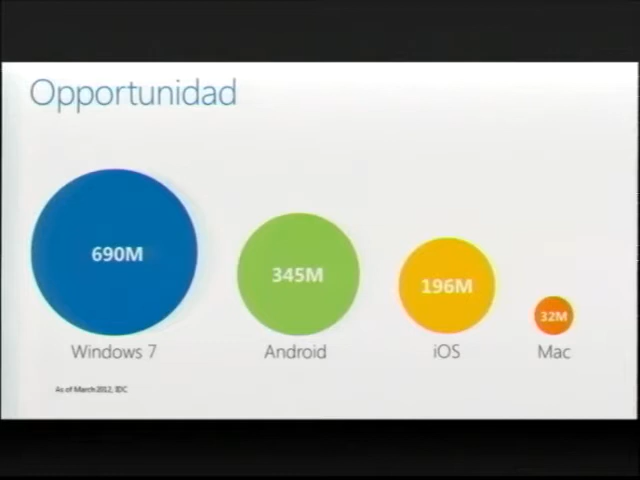 Opportunidad
690M
345M
196M
32M
Windows 7
Android
iOS
Mac
As of March 2012, IDC